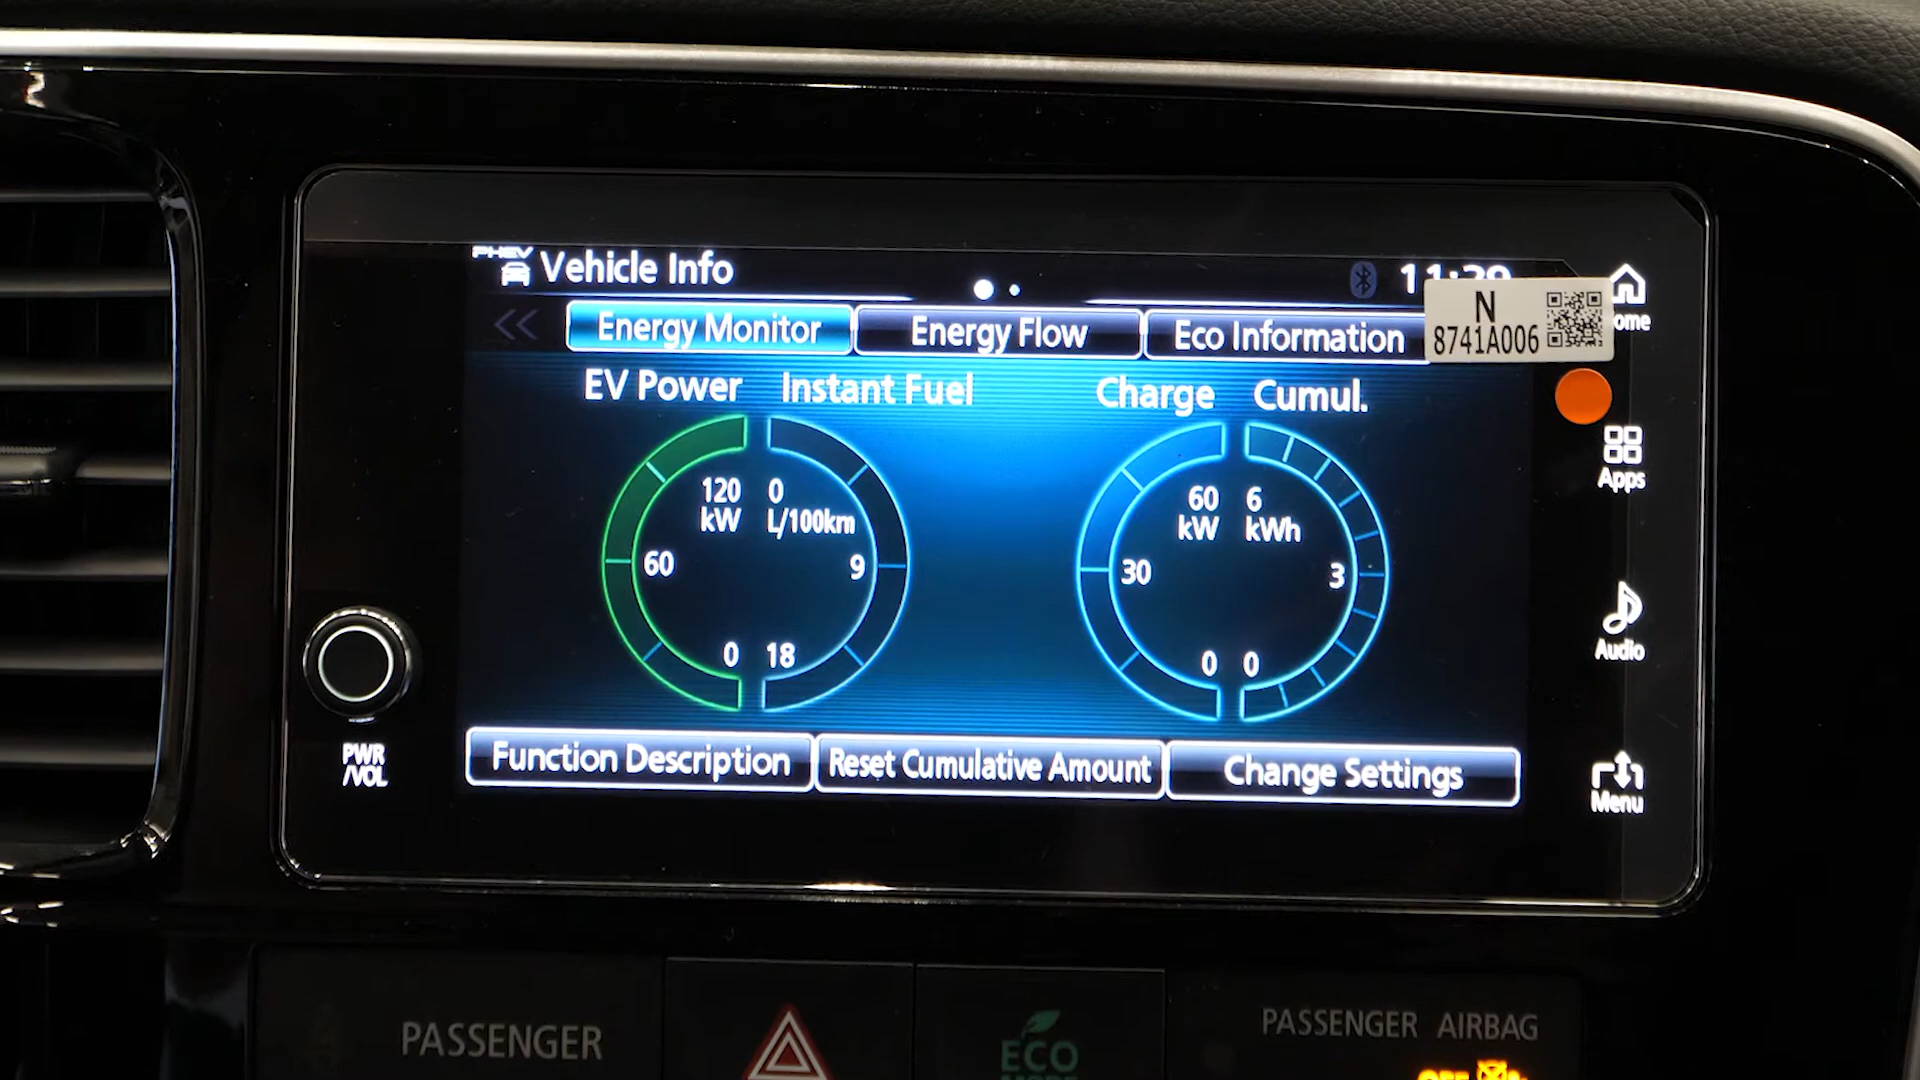 PHEV
Vehicle Info
N
8741A006
Home
Energy Monitor
Energy Flow
Eco Information
EV Power
Instant Fuel
Charge
Cumul.
120
kW
0
L/100km
60
9
0
18
60
kW
6
kWh
30
3
0
0
Apps
Audio
Menu
PWR
/VOL
Function Description
Reset Cumulative Amount
Change Settings
PASSENGER
ECO
PASSENGER AIRBAG
OFF